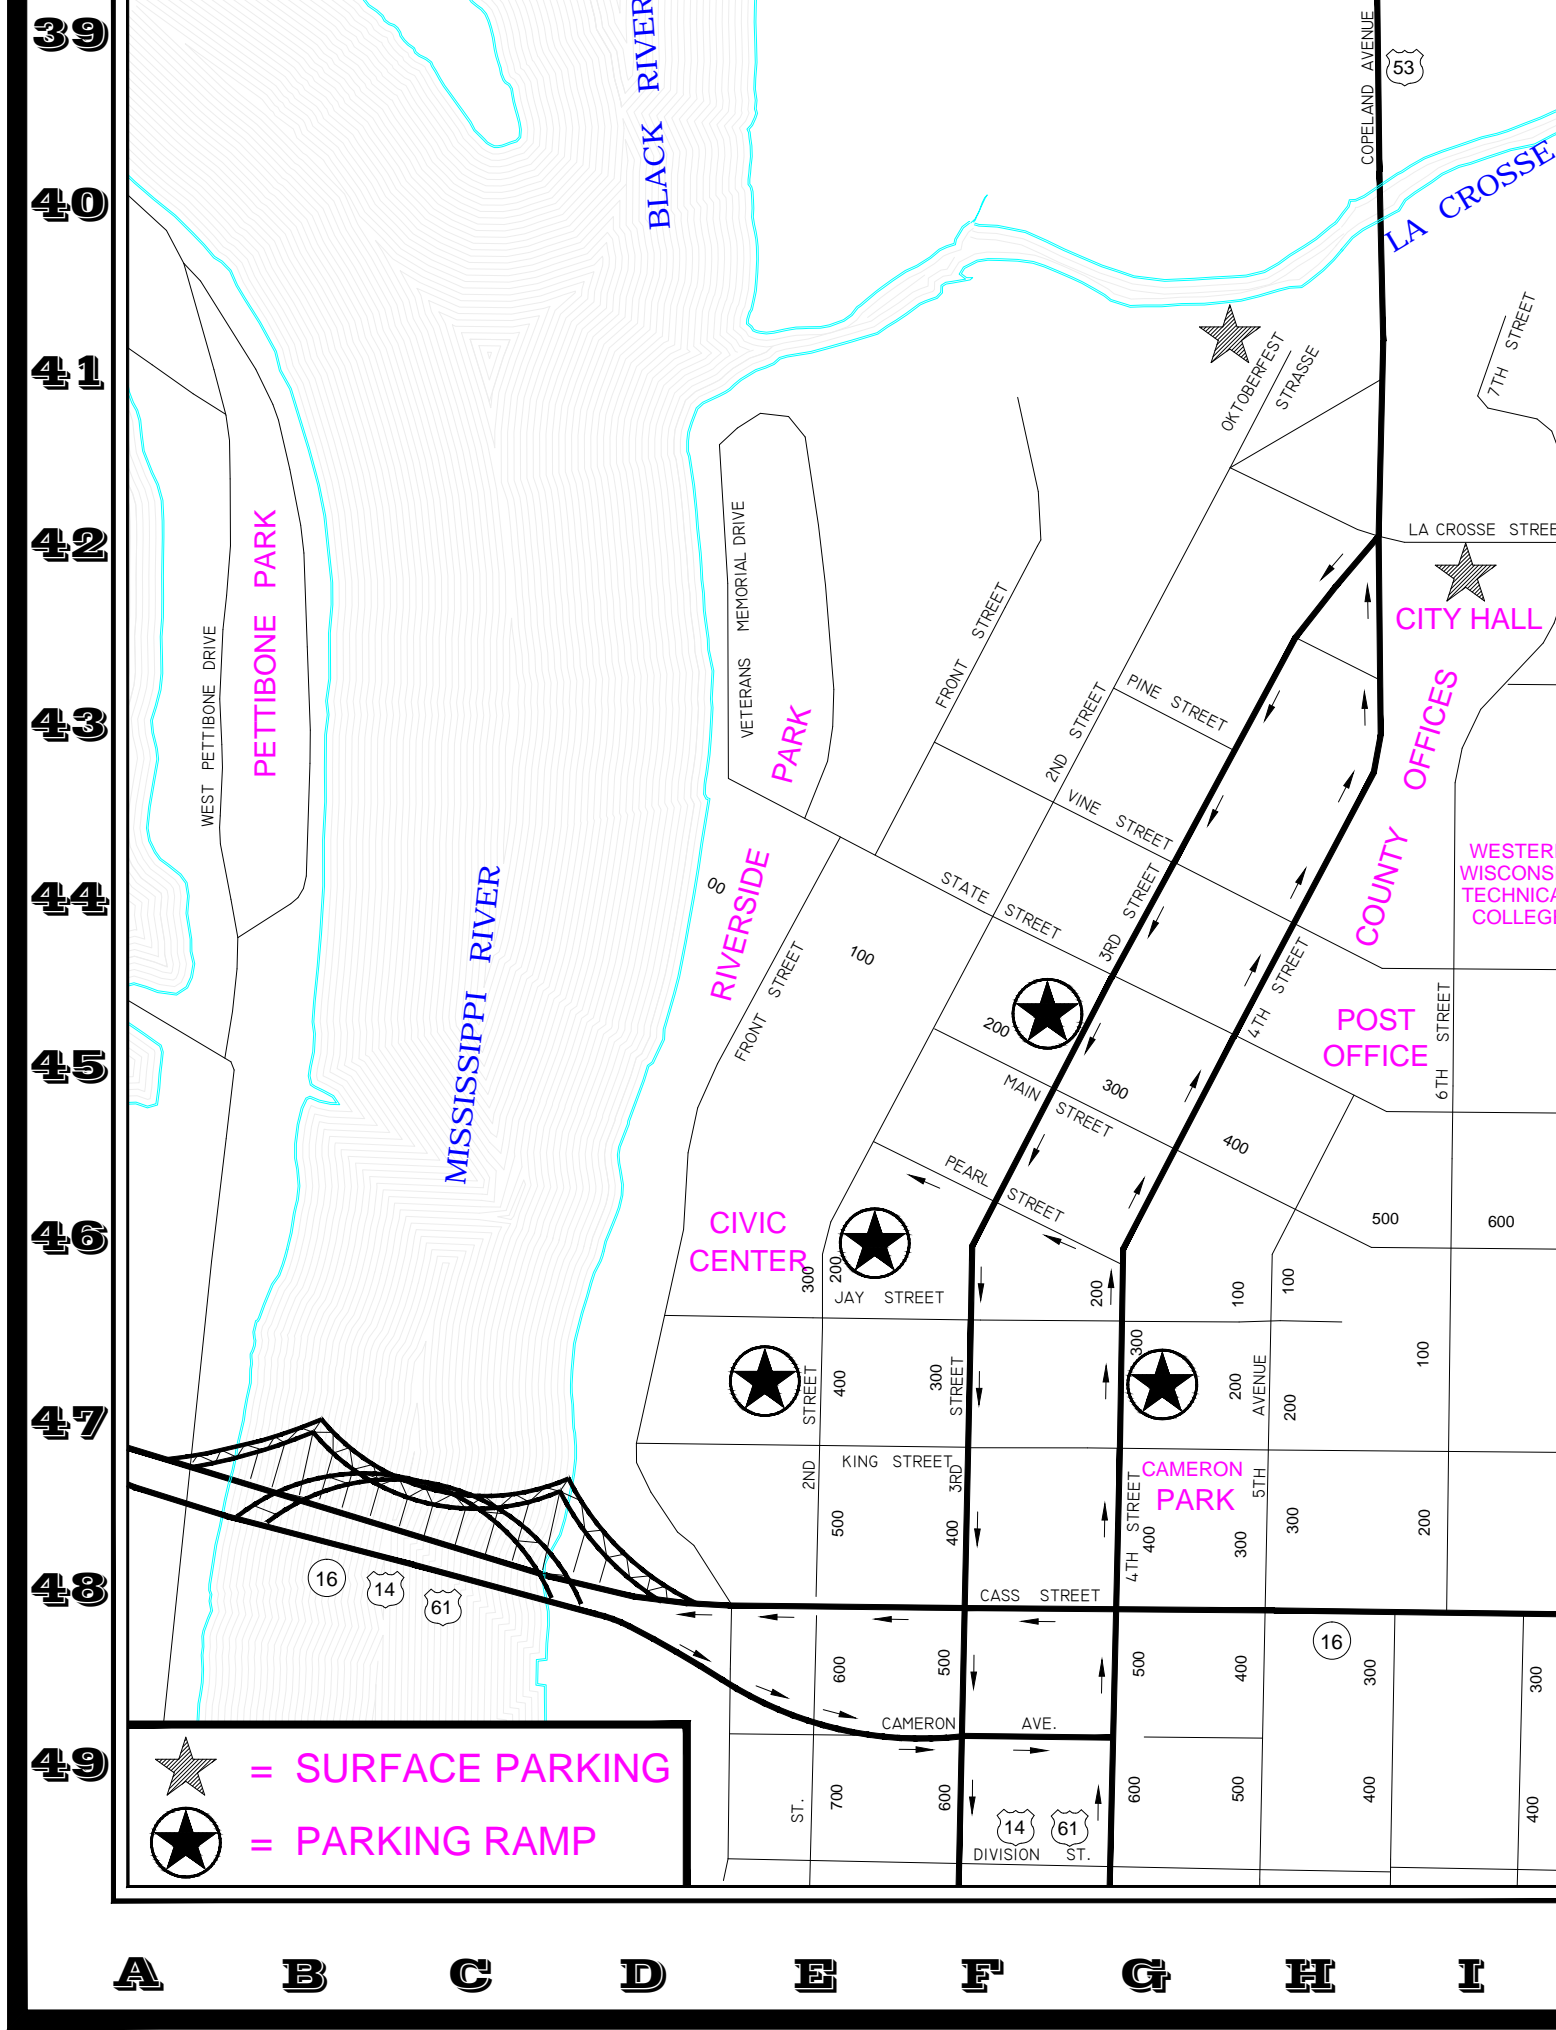 39
40
41
42
43
44
45
46
47
48
49
BLACK RIVER
COPELAND AVENUE
53
LA CROSSE
OKTOBERFEST
STRASSE
7TH STREET
LA CROSSE STREE
CITY HALL
COUNTY OFFICES
PETTIBONE PARK
WEST PETTIBONE DRIVE
VETERANS MEMORIAL DRIVE
RIVERSIDE PARK
FRONT STREET
2ND STREET
PINE STREET
VINE STREET
STATE STREET
3RD STREET
4TH STREET
WESTER
WISCONS
TECHNICA
COLLEGE
MISSISSIPPI RIVER
00
100
FRONT STREET
200
300
400
500
600
MAIN STREET
PEARL STREET
POST
OFFICE
6TH STREET
CIVIC
CENTER
300
200
JAY STREET
200
100
100
400
300
300
200
200
100
2ND STREET
3RD STREET
5TH AVENUE
KING STREET
CAMERON
PARK
4TH STREET
500
400
400
300
300
200
16
14
61
CASS STREET
16
600
500
500
400
300
300
CAMERON AVE.
700
600
600
500
400
400
ST.
14
61
DIVISION ST.
= SURFACE PARKING
= PARKING RAMP
A B C D E F G H I